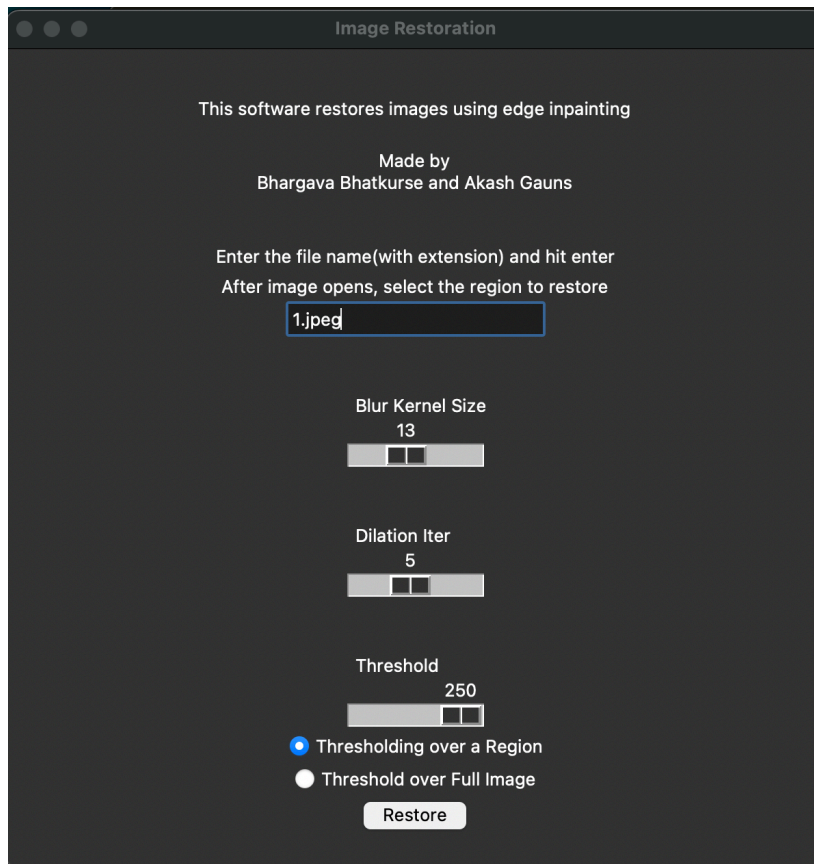 Image Restoration
This software restores images using edge inpainting
Made by
Bhargava Bhatkurse and Akash Gauns
Enter the file name(with extension) and hit enter
After image opens, select the region to restore
1.jpeg
Blur Kernel Size
13
Dilation Iter
5
Threshold
250
Thresholding over a Region
Threshold over Full Image
Restore